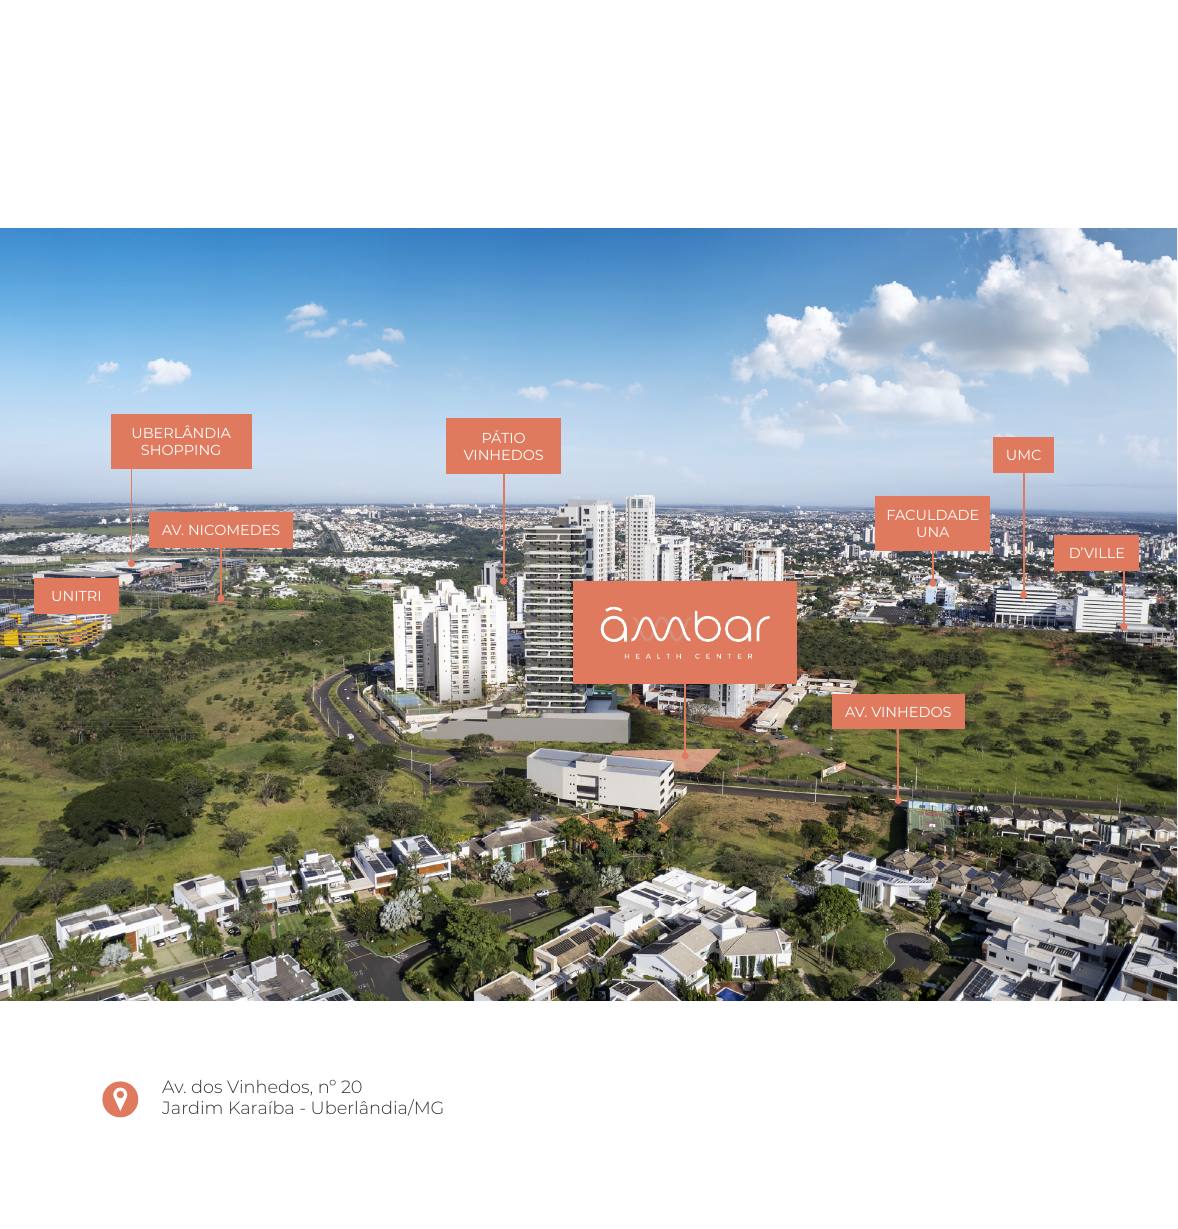 UBERLÂNDIA
SHOPPING
PÁTIO
VINHEDOS
UMC
FACULDADE
UNA
AV. NICOMEDES
D'VILLE
UNITRI
âmbar
HEALTH CENTER
AV. VINHEDOS
Av. dos Vinhedos, nº 20
Jardim Karaíba - Uberlândia/MG